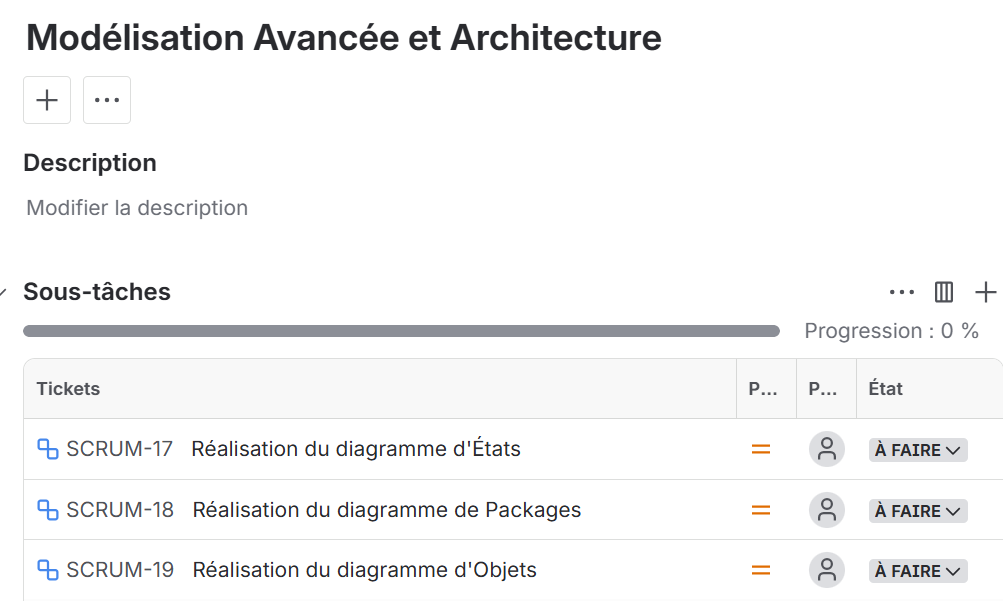 Modélisation Avancée et Architecture
Description
Modifier la description
Sous-tâches
Progression : 0 %
Tickets P... P... État
SCRUM-17 Réalisation du diagramme d'États À FAIRE
SCRUM-18 Réalisation du diagramme de Packages À FAIRE
SCRUM-19 Réalisation du diagramme d'Objets À FAIRE